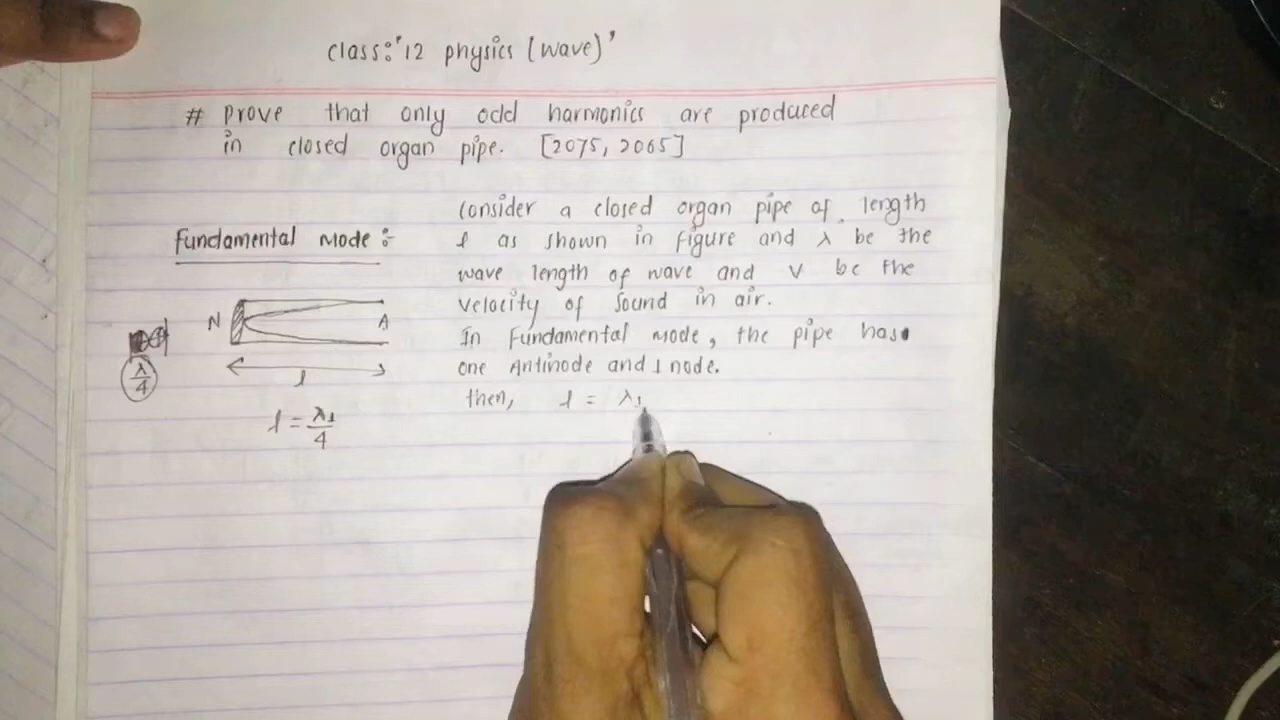 class:'12 physics (wave)'
# prove that only odd harmonics are produced
in closed organ pipe. [2075, 2065]
Fundamental Mode :-
N
A
l
λ
4
l = λ1
4
Consider a closed organ pipe of length
l as shown in figure and λ be the
wave length of wave and v be the
velocity of sound in air.
In Fundamental mode, the pipe has
one Antinode and 1 node.
then, l = λ1